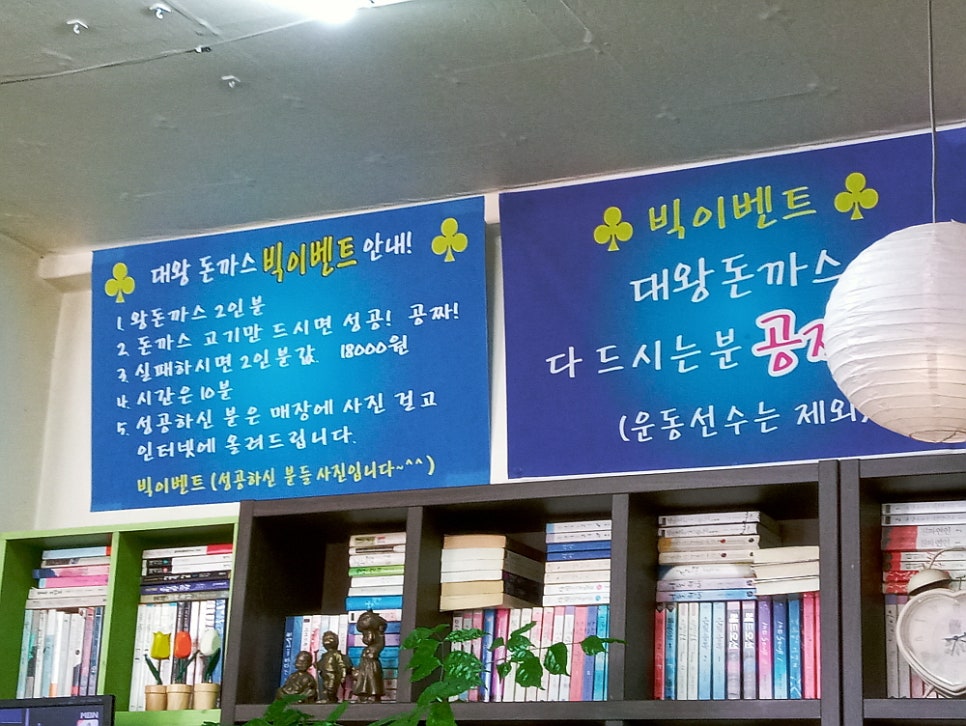 대왕 돈까스 빅이벤트 안내!
1. 왕돈까스 2인분
2. 돈까스 고기만 드시면 성공! 공짜!
3. 실패하시면 2인분값. 18000원
4. 시간은 10분
5. 성공하신 분은 매장에 사진 걸고
인터넷에 올려드립니다.
빅이벤트 (성공하신 분들 사진입니다~^^)
빅이벤트
대왕돈까스
다 드시는분 공
(운동선수는 제외)
MBN